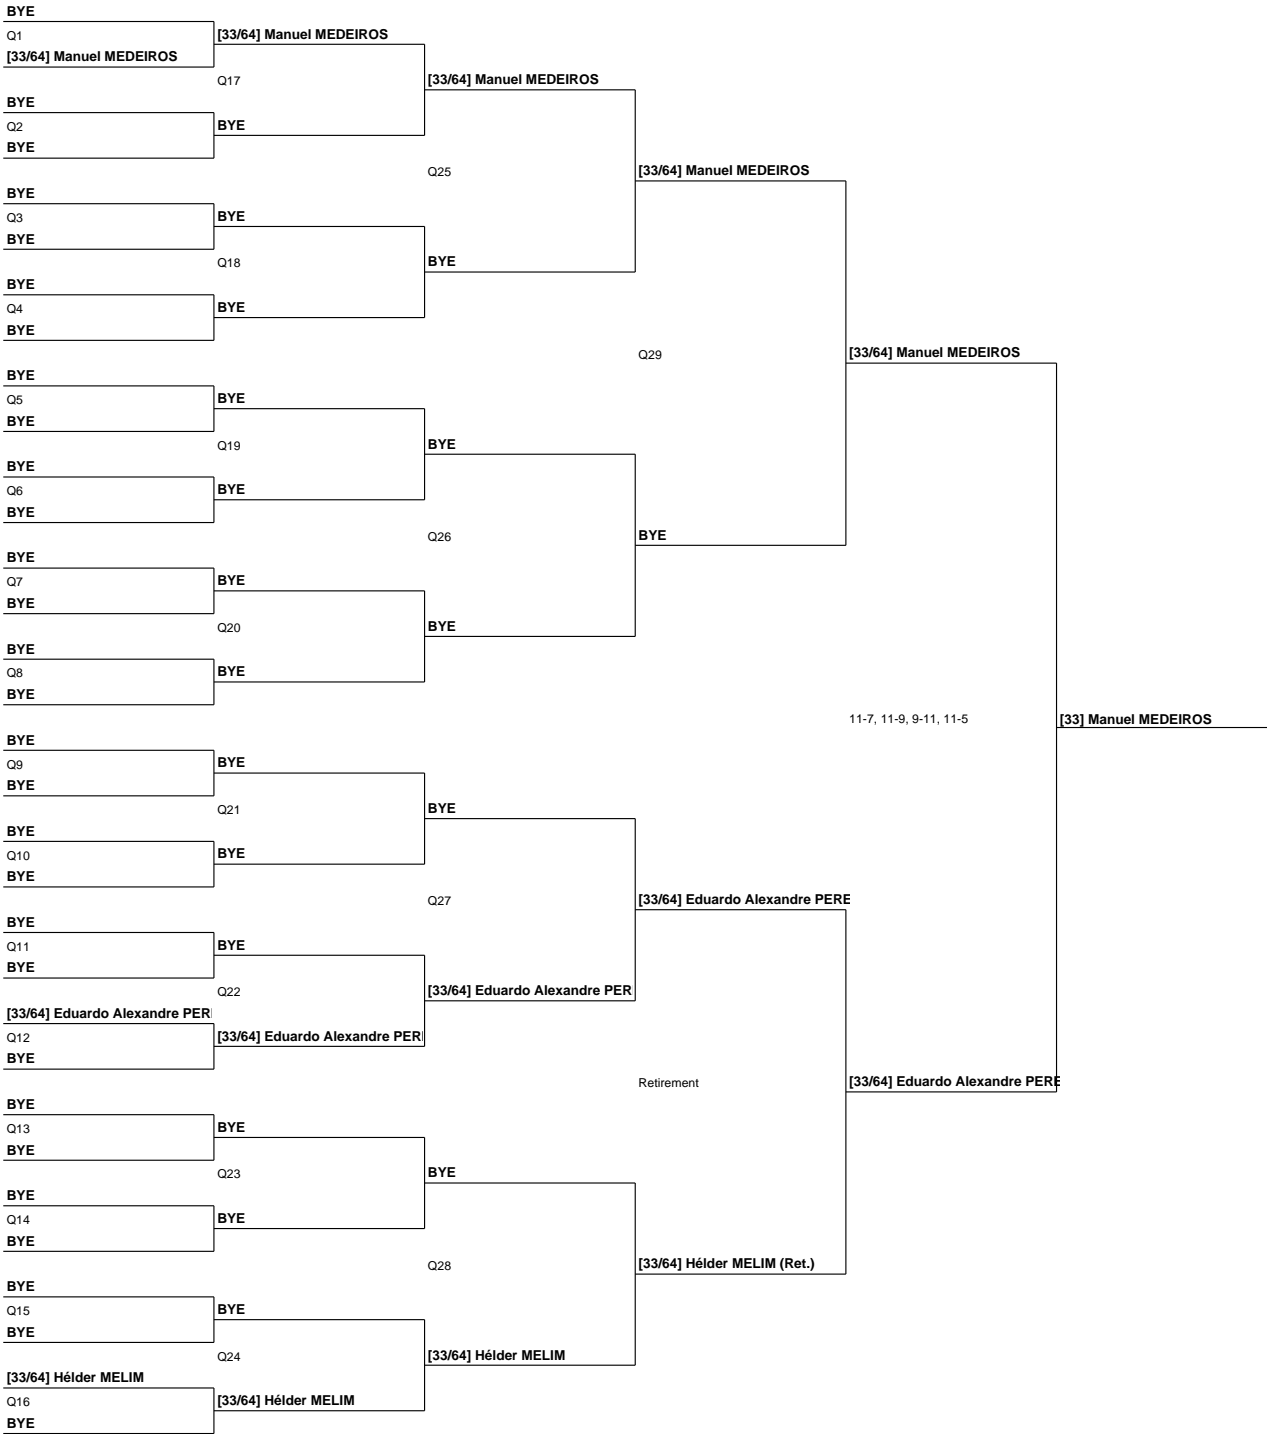 BYE
Q1
[33/64] Manuel MEDEIROS
BYE
Q2
BYE
BYE
Q3
BYE
BYE
Q4
BYE
BYE
Q5
BYE
BYE
Q6
BYE
BYE
Q7
BYE
BYE
Q8
BYE
BYE
Q9
BYE
BYE
Q10
BYE
BYE
Q11
BYE
[33/64] Eduardo Alexandre PER
Q12
BYE
BYE
Q13
BYE
BYE
Q14
BYE
BYE
Q15
BYE
[33/64] Hélder MELIM
Q16
BYE
[33/64] Manuel MEDEIROS
Q17
BYE
BYE
Q18
BYE
BYE
Q19
BYE
BYE
Q20
BYE
BYE
Q21
BYE
BYE
Q22
[33/64] Eduardo Alexandre PER
BYE
Q23
BYE
BYE
Q24
[33/64] Hélder MELIM
[33/64] Manuel MEDEIROS
Q25
BYE
BYE
Q26
BYE
BYE
Q27
[33/64] Eduardo Alexandre PER
BYE
Q28
[33/64] Hélder MELIM
[33/64] Manuel MEDEIROS
Q29
BYE
[33/64] Eduardo Alexandre PERE
Retirement
[33/64] Hélder MELIM (Ret.)
[33/64] Manuel MEDEIROS
11-7, 11-9, 9-11, 11-5
[33/64] Eduardo Alexandre PERE
[33] Manuel MEDEIROS